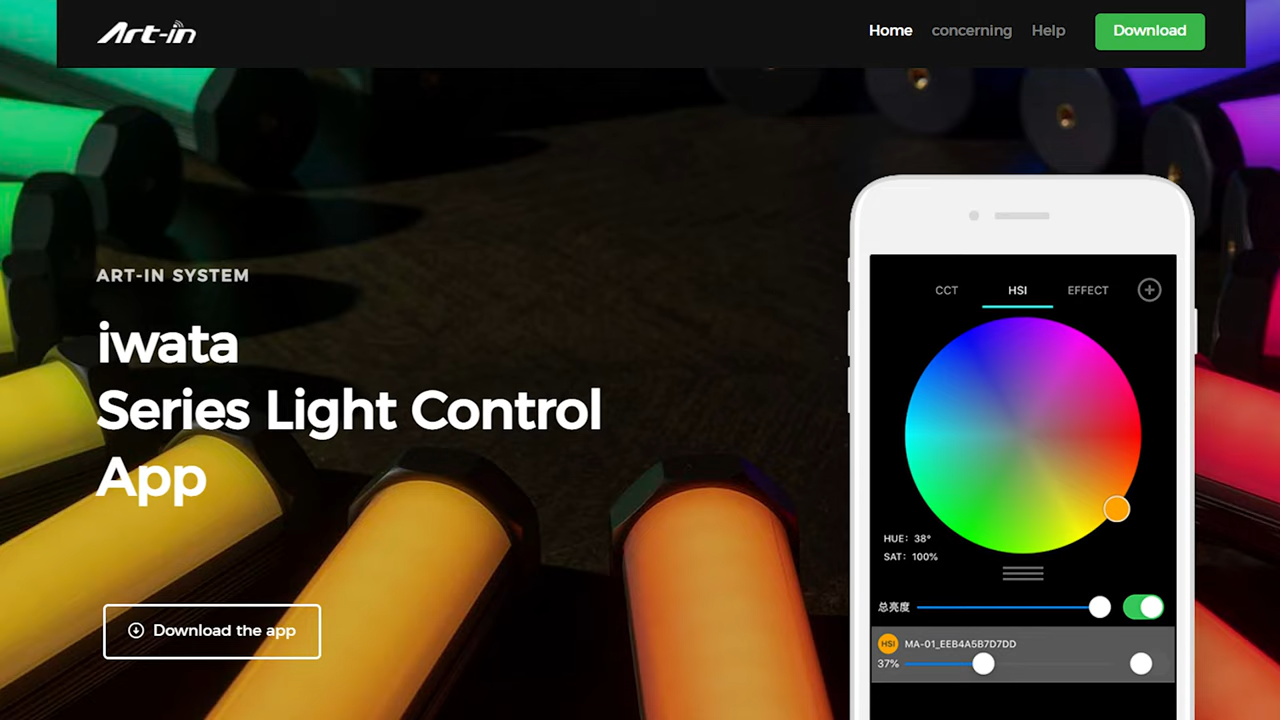 Art-in
Home concerning Help Download
ART-IN SYSTEM
iwata
Series Light Control
App
Download the app
CCT HSI EFFECT
HUE: 38°
SAT: 100%
总亮度
HSI MA-01_EEB4A5B7D7DD
37%